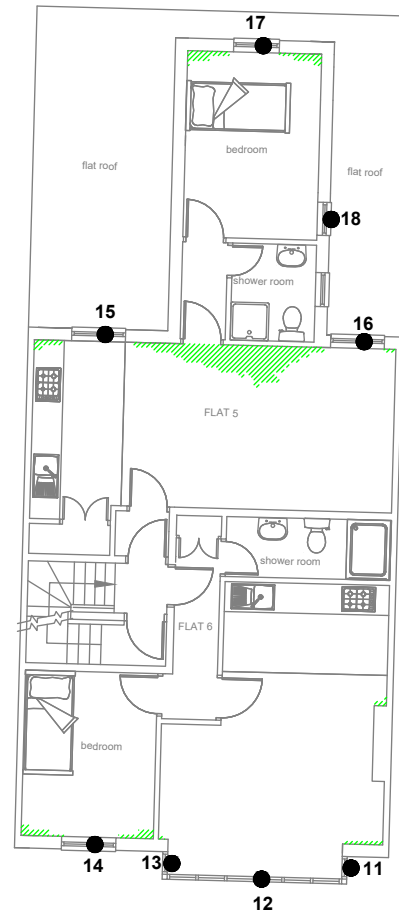 17
bedroom
flat roof
flat roof
18
shower room
15
16
FLAT 5
shower room
FLAT 6
bedroom
14
13
12
11